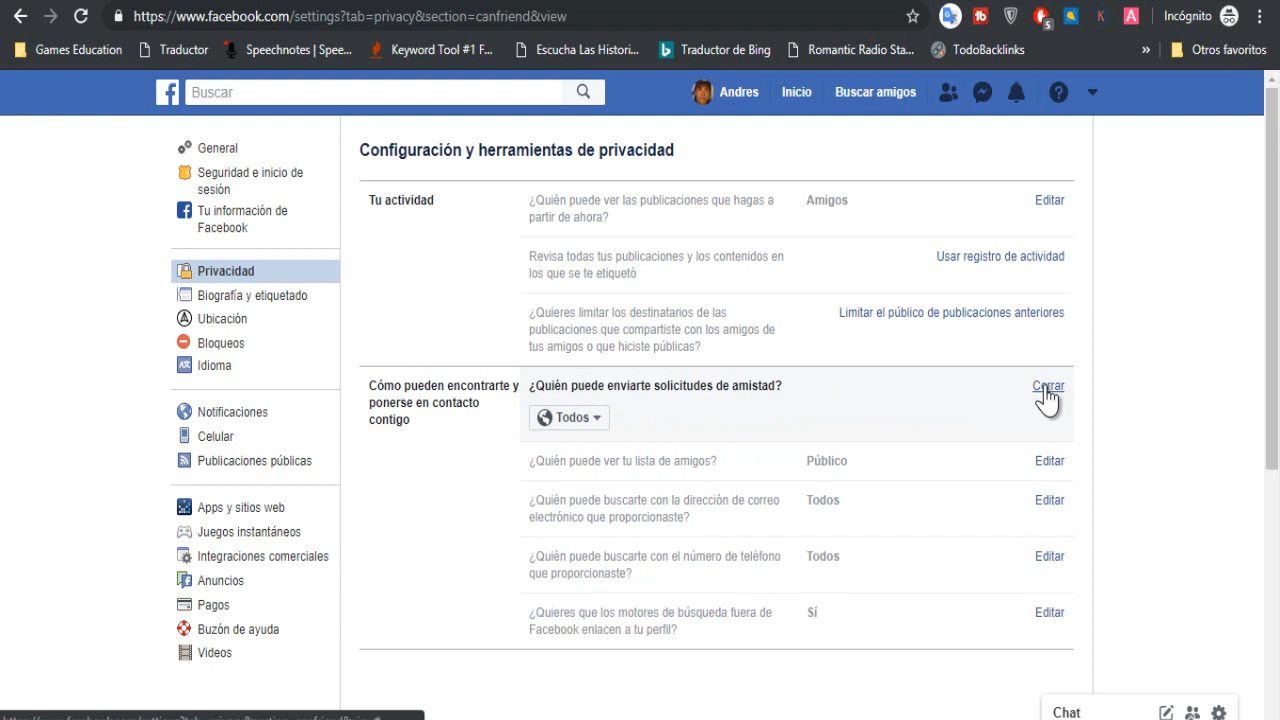 https://www.facebook.com/settings?tab=privacy&section=canfriend&view
5
K
A
Incógnito
Games Education
Traductor
Speechnotes | Spee...
Keyword Tool #1 F...
Escucha Las Histori...
Traductor de Bing
Romantic Radio Sta...
TodoBacklinks
»
Otros favoritos
Buscar
Andres
Inicio
Buscar amigos
General
Seguridad e inicio de
sesión
Tu información de
Facebook
Privacidad
Biografía y etiquetado
Ubicación
Bloqueos
Idioma
Notificaciones
Celular
Publicaciones públicas
Apps y sitios web
Juegos instantáneos
Integraciones comerciales
Anuncios
Pagos
Buzón de ayuda
Videos
Configuración y herramientas de privacidad
Tu actividad
¿Quién puede ver las publicaciones que hagas a
partir de ahora?
Amigos
Editar
Revisa todas tus publicaciones y los contenidos en
los que se te etiquetó
Usar registro de actividad
¿Quieres limitar los destinatarios de las
publicaciones que compartiste con los amigos de
tus amigos o que hiciste públicas?
Limitar el público de publicaciones anteriores
Cómo pueden encontrarte y
ponerse en contacto
contigo
¿Quién puede enviarte solicitudes de amistad?
Cerrar
Todos
¿Quién puede ver tu lista de amigos?
Público
Editar
¿Quién puede buscarte con la dirección de correo
electrónico que proporcionaste?
Todos
Editar
¿Quién puede buscarte con el número de teléfono
que proporcionaste?
Todos
Editar
¿Quieres que los motores de búsqueda fuera de
Facebook enlacen a tu perfil?
Sí
Editar
Chat